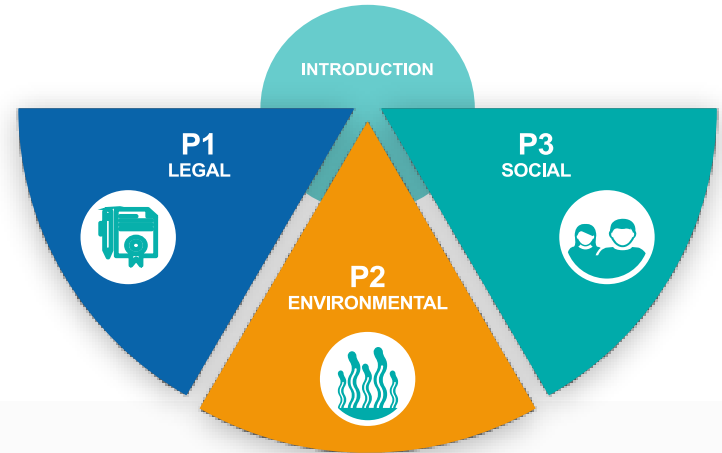 INTRODUCTION
P1
LEGAL
P2
ENVIRONMENTAL
P3
SOCIAL